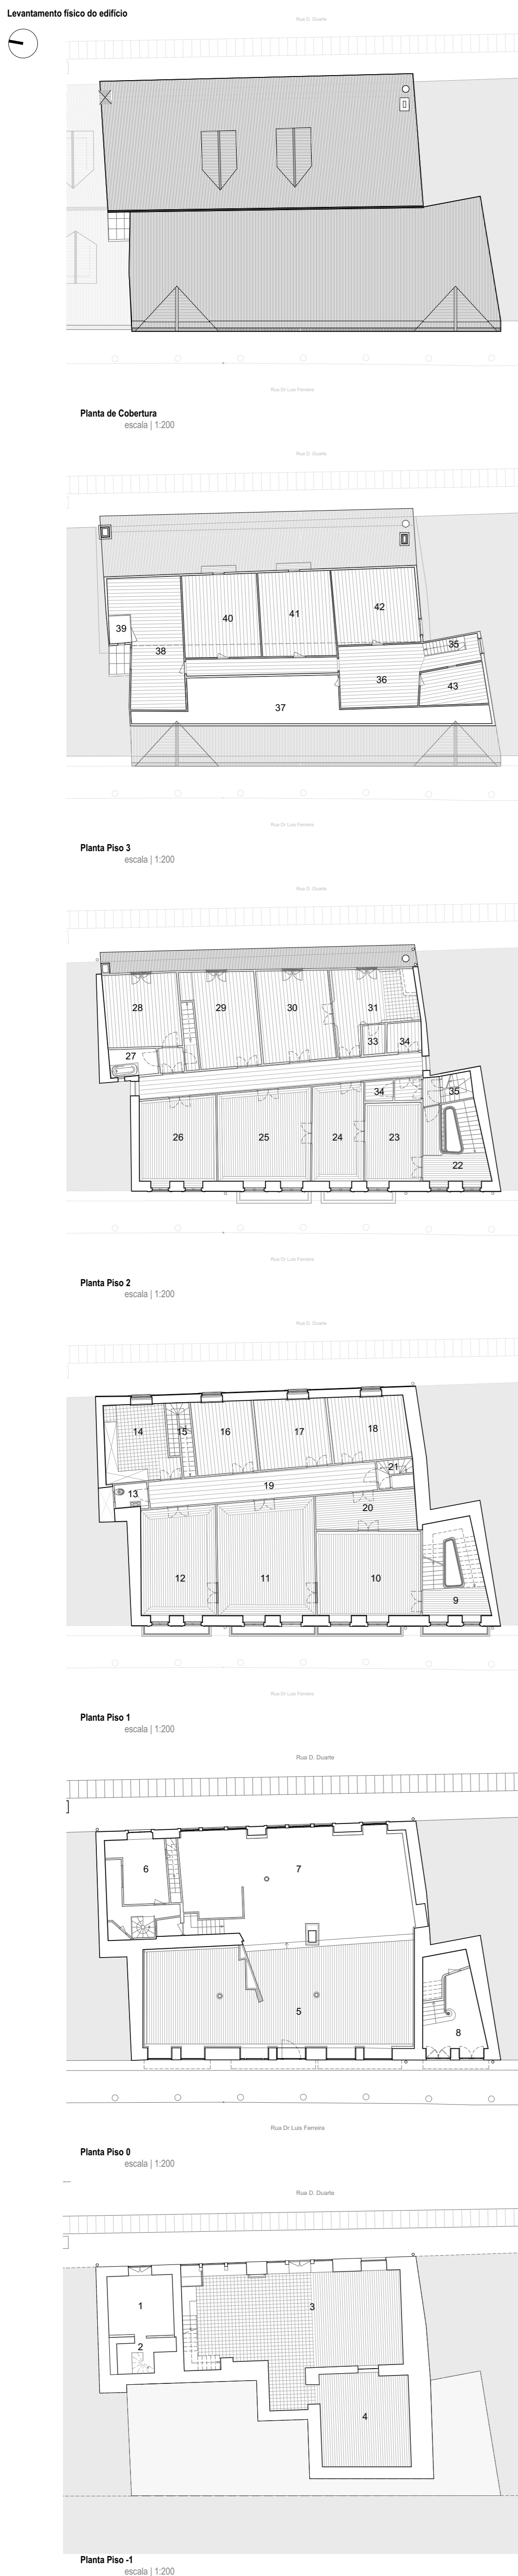 Levantamento físico do edifício
Rua D. Duarte
Rua Dr Luis Ferreira
Planta de Cobertura
escala | 1:200
Rua D. Duarte
40
41
42
39
38
35
36
43
37
Rua Dr Luis Ferreira
Planta Piso 3
escala | 1:200
Rua D. Duarte
28
29
30
31
33
34
27
34
35
26
25
24
23
22
Rua Dr Luis Ferreira
Planta Piso 2
escala | 1:200
Rua D. Duarte
14
15
16
17
18
21
19
13
20
12
11
10
9
Rua Dr Luis Ferreira
Planta Piso 1
escala | 1:200
Rua D. Duarte
6
7
5
8
Rua Dr Luis Ferreira
Planta Piso 0
escala | 1:200
Rua D. Duarte
1
3
2
4
Planta Piso -1
escala | 1:200